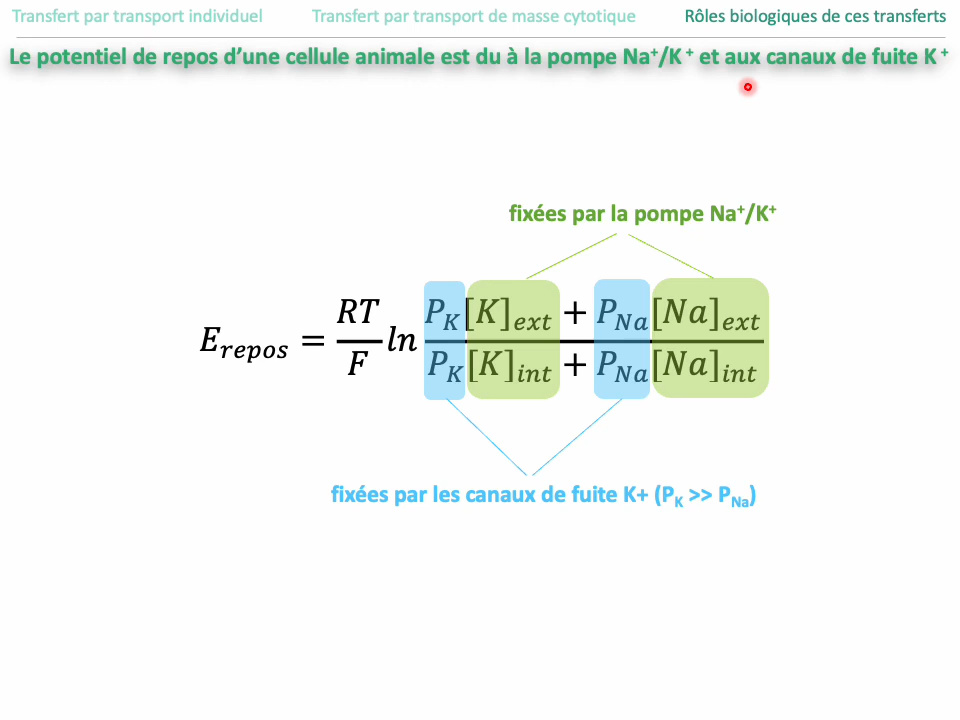 Transfert par transport individuel Transfert par transport de masse cytotique Rôles biologiques de ces transferts
Le potentiel de repos d’une cellule animale est du à la pompe Na⁺/K⁺ et aux canaux de fuite K⁺
fixées par la pompe Na⁺/K⁺
E_repos = RT/F ln (P_K[K]_ext + P_Na[Na]_ext)/(P_K[K]_int + P_Na[Na]_int)
fixées par les canaux de fuite K+ (P_K >> P_Na)